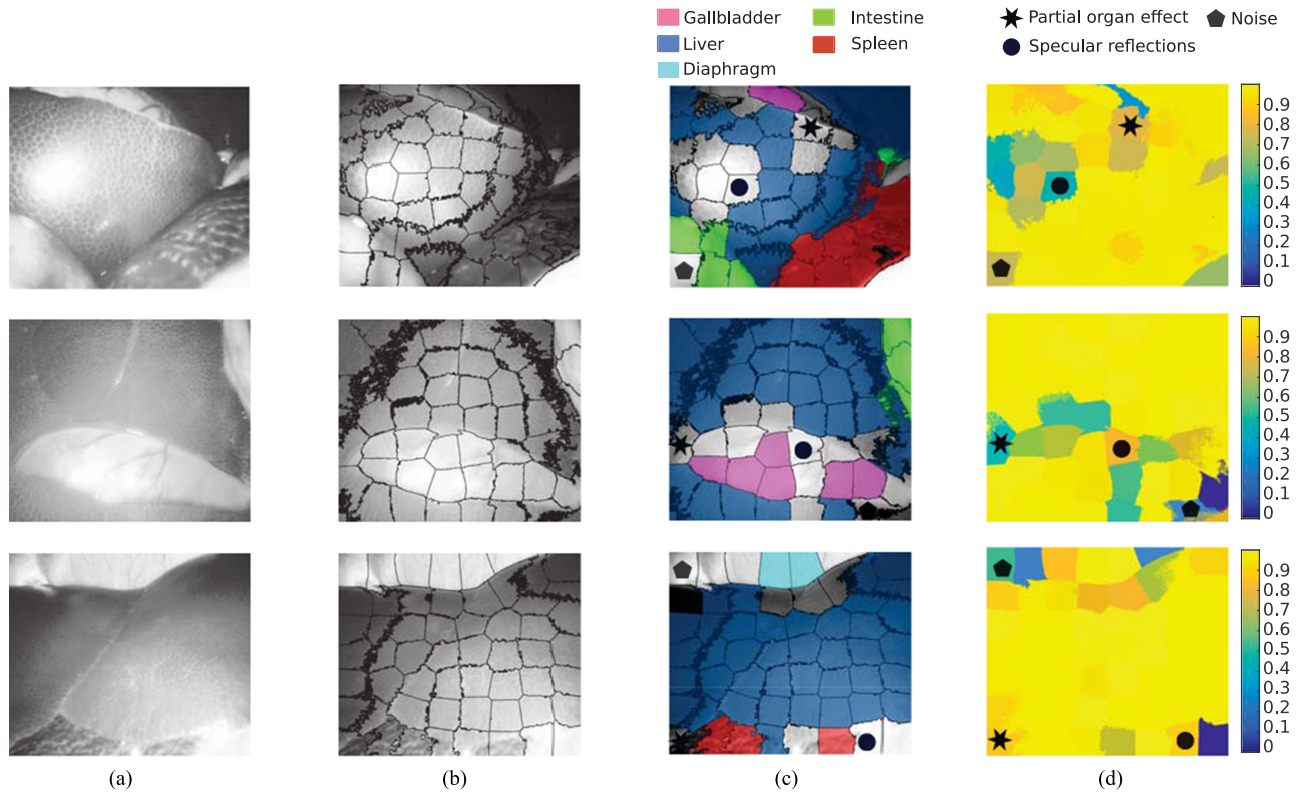 Gallbladder
Intestine
Partial organ effect
Noise
Liver
Spleen
Specular reflections
Diaphragm
0.9
0.8
0.7
0.6
0.5
0.4
0.3
0.2
0.1
0
0.9
0.8
0.7
0.6
0.5
0.4
0.3
0.2
0.1
0
0.9
0.8
0.7
0.6
0.5
0.4
0.3
0.2
0.1
0
(a)
(b)
(c)
(d)